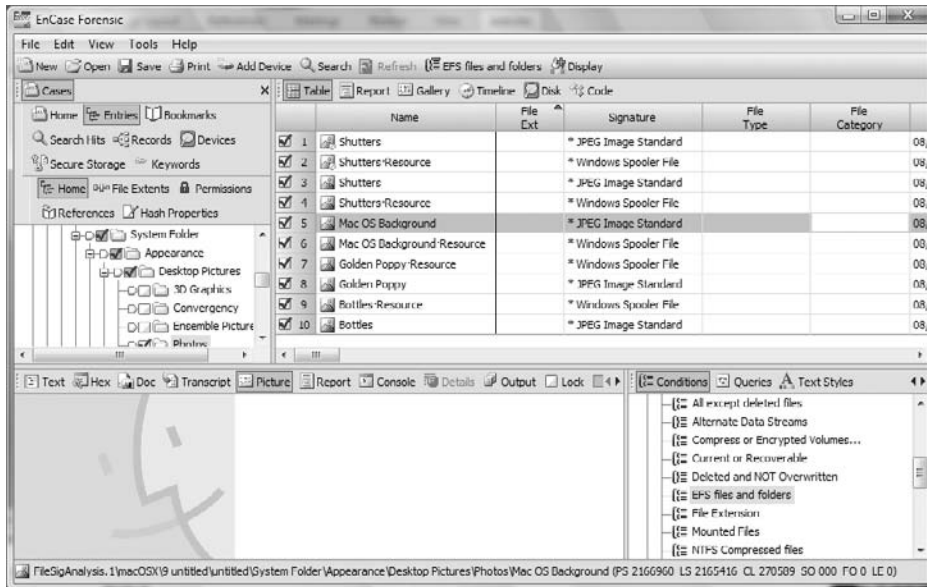 EnCase Forensic
File Edit View Tools Help
New Open Save Print Add Device Search Refresh EFS files and folders Display
Cases
Home Entries Bookmarks
Search Hits Records Devices
Secure Storage Keywords
Home File Extents Permissions
References Hash Properties
System Folder
Appearance
Desktop Pictures
3D Graphics
Convergency
Ensemble Picture
Photos
Table Report Gallery Timeline Disk Code
Name File Ext Signature File Type File Category
1 Shutters * JPEG Image Standard 08,
2 Shutters·Resource * Windows Spooler File 08,
3 Shutters * JPEG Image Standard 08,
4 Shutters·Resource * Windows Spooler File 08,
5 Mac OS Background * JPEG Image Standard 08,
6 Mac OS Background·Resource * Windows Spooler File 08,
7 Golden Poppy·Resource * Windows Spooler File 08,
8 Golden Poppy * JPEG Image Standard 08,
9 Bottles·Resource * Windows Spooler File 08,
10 Bottles * JPEG Image Standard 08,
Text Hex Doc Transcript Picture Report Console Details Output Lock
Conditions Queries Text Styles
All except deleted files
Alternate Data Streams
Compress or Encrypted Volumes...
Current or Recoverable
Deleted and NOT Overwritten
EFS files and folders
File Extension
Mounted Files
NTFS Compressed files
FileSigAnalysis.1\macOSX\9 untitled\untitled\System Folder\Appearance\Desktop Pictures\Photos\Mac OS Background (PS 2166960 LS 2165416 CL 270589 SO 000 FO 0 LE 0)